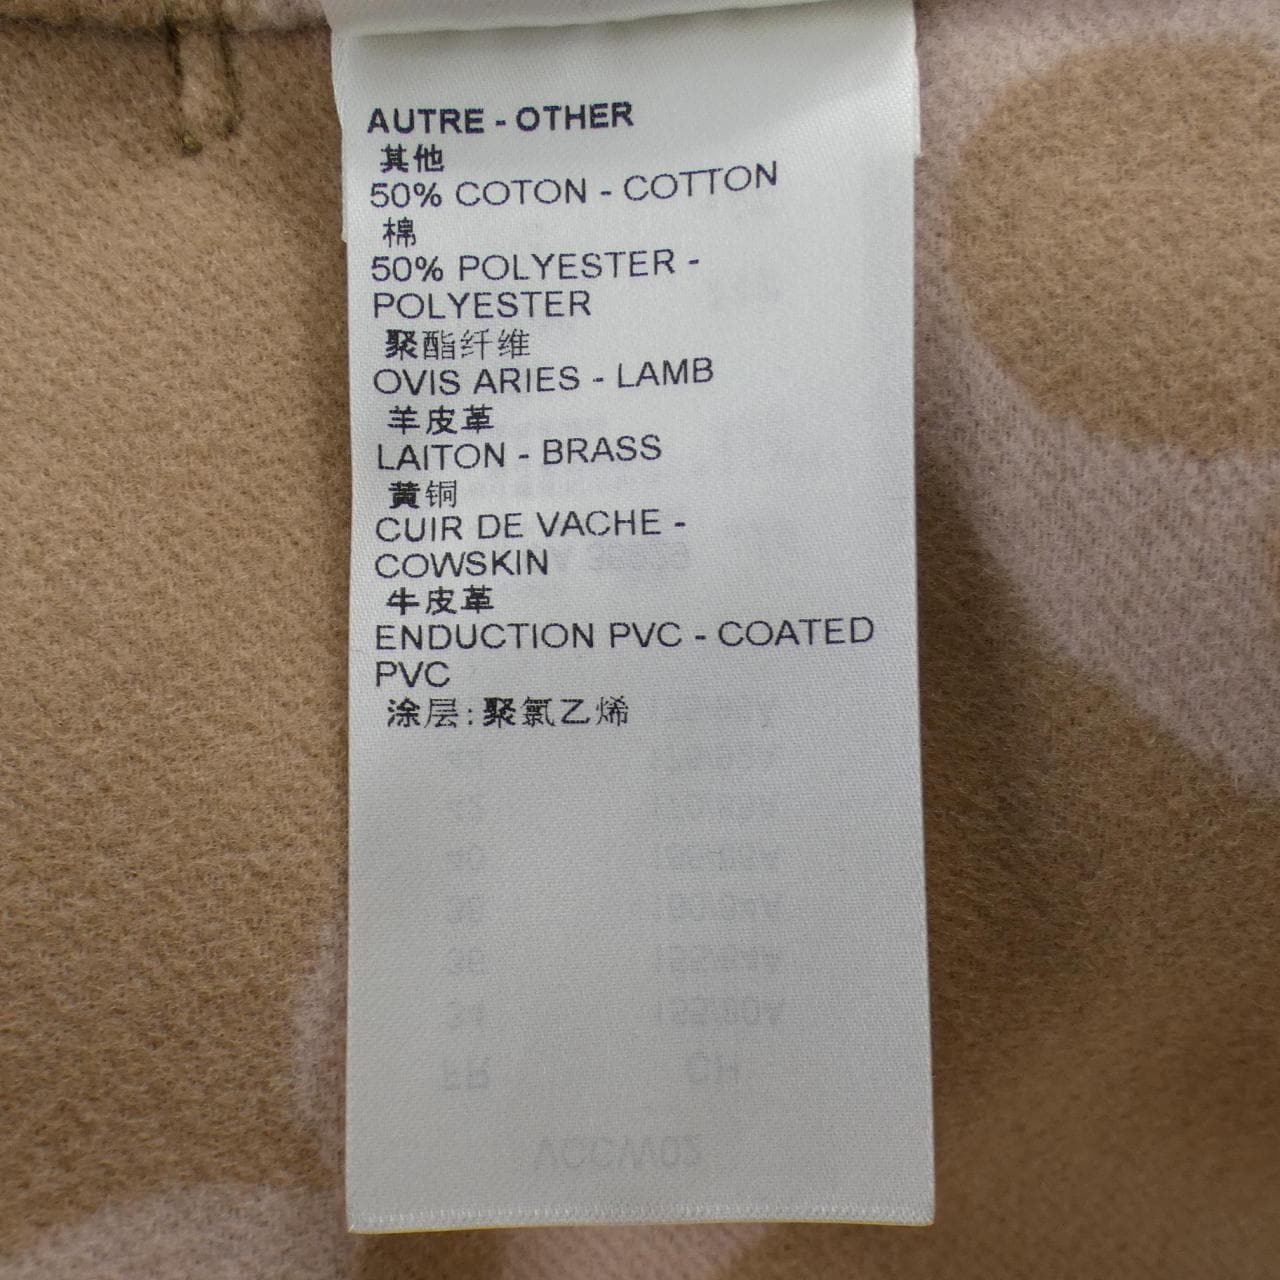 AUTRE - OTHER
其他
50% COTON - COTTON
棉
50% POLYESTER -
POLYESTER
聚酯纤维
OVIS ARIES - LAMB
羊皮革
LAITON - BRASS
黄铜
CUIR DE VACHE -
COWSKIN
牛皮革
ENDUCTION PVC - COATED
PVC
涂层:聚氯乙烯